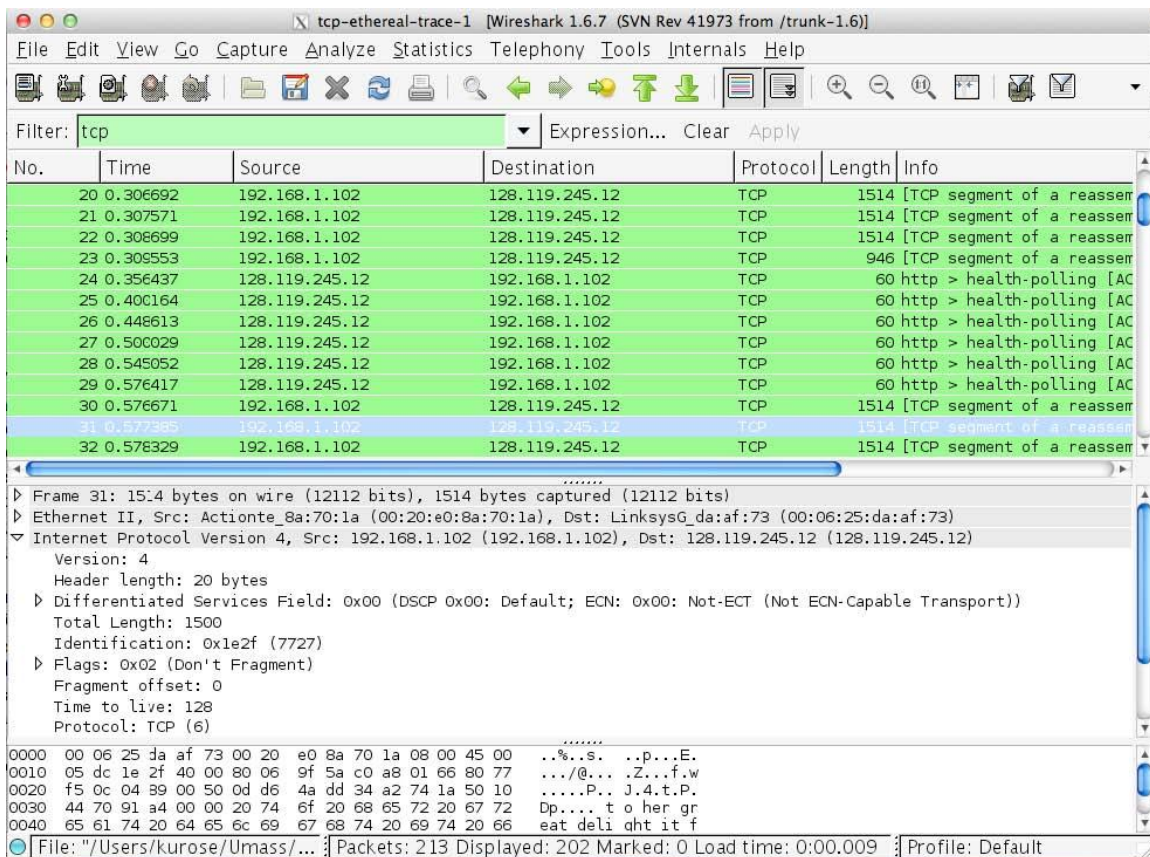 tcp-ethereal-trace-1 [Wireshark 1.6.7 (SVN Rev 41973 from /trunk-1.6)]
File Edit View Go Capture Analyze Statistics Telephony Tools Internals Help
Filter: tcp Expression... Clear Apply
No. Time Source Destination Protocol Length Info
20 0.306692 192.168.1.102 128.119.245.12 TCP 1514 [TCP segment of a reassem
21 0.307571 192.168.1.102 128.119.245.12 TCP 1514 [TCP segment of a reassem
22 0.308699 192.168.1.102 128.119.245.12 TCP 1514 [TCP segment of a reassem
23 0.309553 192.168.1.102 128.119.245.12 TCP 946 [TCP segment of a reassem
24 0.356437 128.119.245.12 192.168.1.102 TCP 60 http > health-polling [AC
25 0.400164 128.119.245.12 192.168.1.102 TCP 60 http > health-polling [AC
26 0.448613 128.119.245.12 192.168.1.102 TCP 60 http > health-polling [AC
27 0.500029 128.119.245.12 192.168.1.102 TCP 60 http > health-polling [AC
28 0.545052 128.119.245.12 192.168.1.102 TCP 60 http > health-polling [AC
29 0.576417 128.119.245.12 192.168.1.102 TCP 60 http > health-polling [AC
30 0.576671 192.168.1.102 128.119.245.12 TCP 1514 [TCP segment of a reassem
31 0.577385 192.168.1.102 128.119.245.12 TCP 1514 [TCP segment of a reassem
32 0.578329 192.168.1.102 128.119.245.12 TCP 1514 [TCP segment of a reassem
Frame 31: 1514 bytes on wire (12112 bits), 1514 bytes captured (12112 bits)
Ethernet II, Src: Actionte_8a:70:1a (00:20:e0:8a:70:1a), Dst: LinksysG_da:af:73 (00:06:25:da:af:73)
Internet Protocol Version 4, Src: 192.168.1.102 (192.168.1.102), Dst: 128.119.245.12 (128.119.245.12)
Version: 4
Header length: 20 bytes
Differentiated Services Field: 0x00 (DSCP 0x00: Default; ECN: 0x00: Not-ECT (Not ECN-Capable Transport))
Total Length: 1500
Identification: 0x1e2f (7727)
Flags: 0x02 (Don't Fragment)
Fragment offset: 0
Time to live: 128
Protocol: TCP (6)
0000 00 06 25 da af 73 00 20 e0 8a 70 1a 08 00 45 00 ..%..s. ..p...E.
0010 05 dc 1e 2f 40 00 80 06 9f 5a c0 a8 01 66 80 77 .../@... .Z...f.w
0020 f5 0c 04 89 00 50 0d d6 4a dd 34 a2 74 1a 50 10 .....P.. J.4.t.P.
0030 44 70 91 a4 00 00 20 74 6f 20 68 65 72 20 67 72 Dp.... t o her gr
0040 65 61 74 20 64 65 6c 69 67 68 74 20 69 74 20 66 eat deli ght it f
File: "/Users/kurose/Umass/... Packets: 213 Displayed: 202 Marked: 0 Load time: 0:00.009 Profile: Default